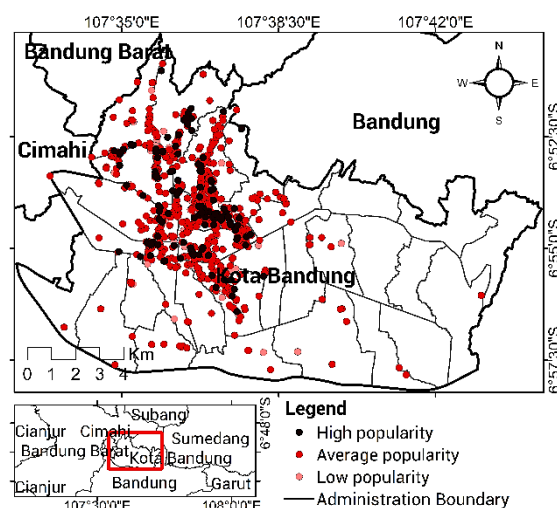 107°35'0"E 107°38'30"E 107°42'0"E
Bandung Barat
N
W E
S
Cimahi
Bandung
6°52'30"S
6°55'0"S
Kota Bandung
6°57'30"S
Km
0 1 2 3 4
Subang
Cianjur Cimahi Sumedang
Bandung Barat
Kota Bandung
Cianjur Bandung Garut
6°48'0"S
107°30'0"E 108°0'0"E
Legend
High popularity
Average popularity
Low popularity
Administration Boundary